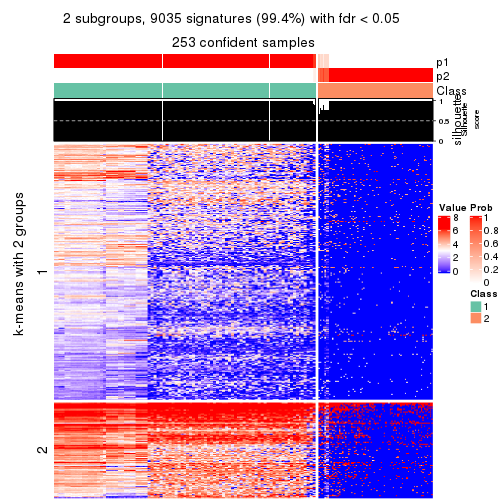 2 subgroups, 9035 signatures (99.4%) with fdr < 0.05
253 confident samples
p1
p2
Class
silhouette
1
0.5
0
Silhouette
score
k-means with 2 groups
1
2
Value
8
6
4
2
0
Prob
1
0.8
0.6
0.4
0.2
0
Class
1
2